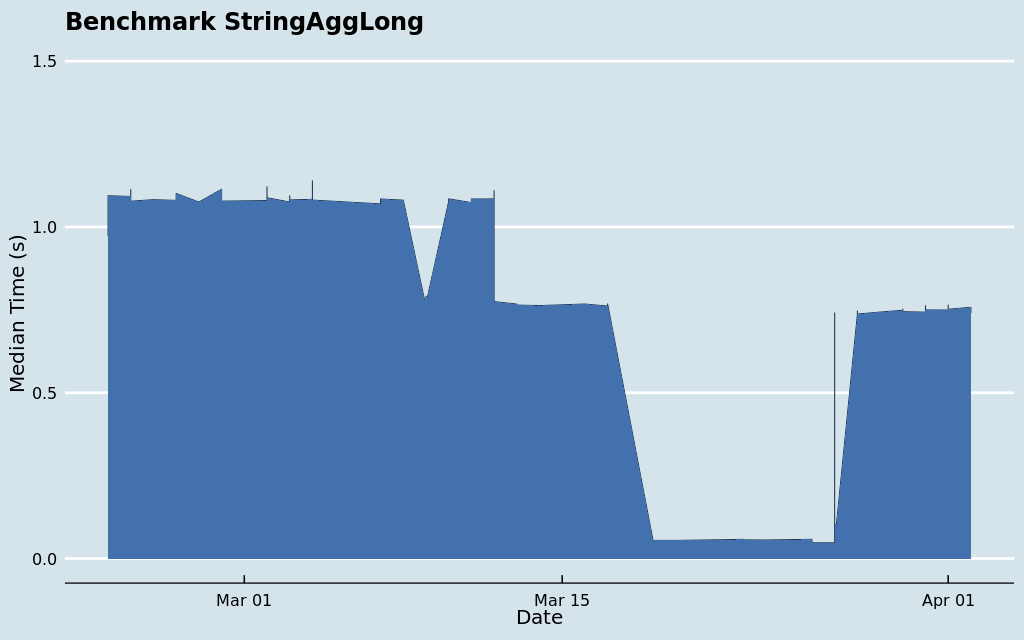 Benchmark StringAggLong
1.5
1.0
0.5
0.0
Median Time (s)
Mar 01
Mar 15
Apr 01
Date